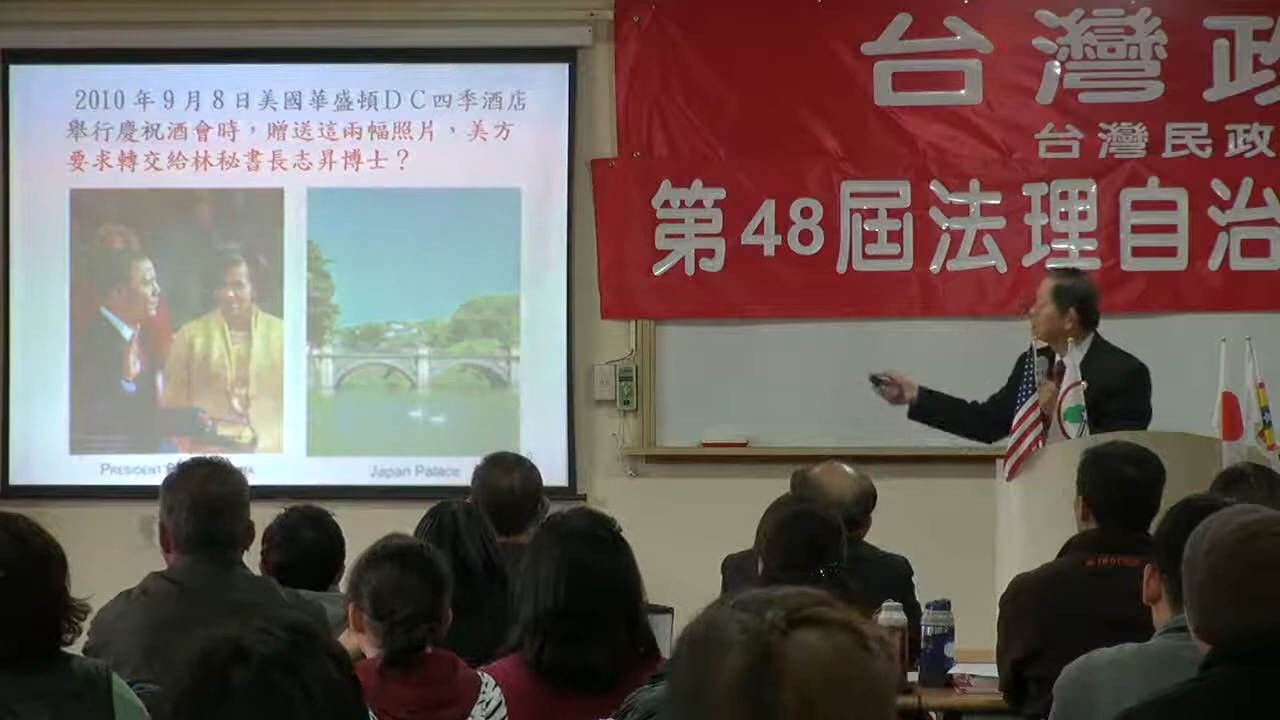 2010年9月8日美國華盛頓DC四季酒店
舉行慶祝酒會時，贈送這兩幅照片，美方
要求轉交給林秘書長志昇博士？
PRESIDENT
Japan Palace
台灣政
台灣民政
第48屆法理自治